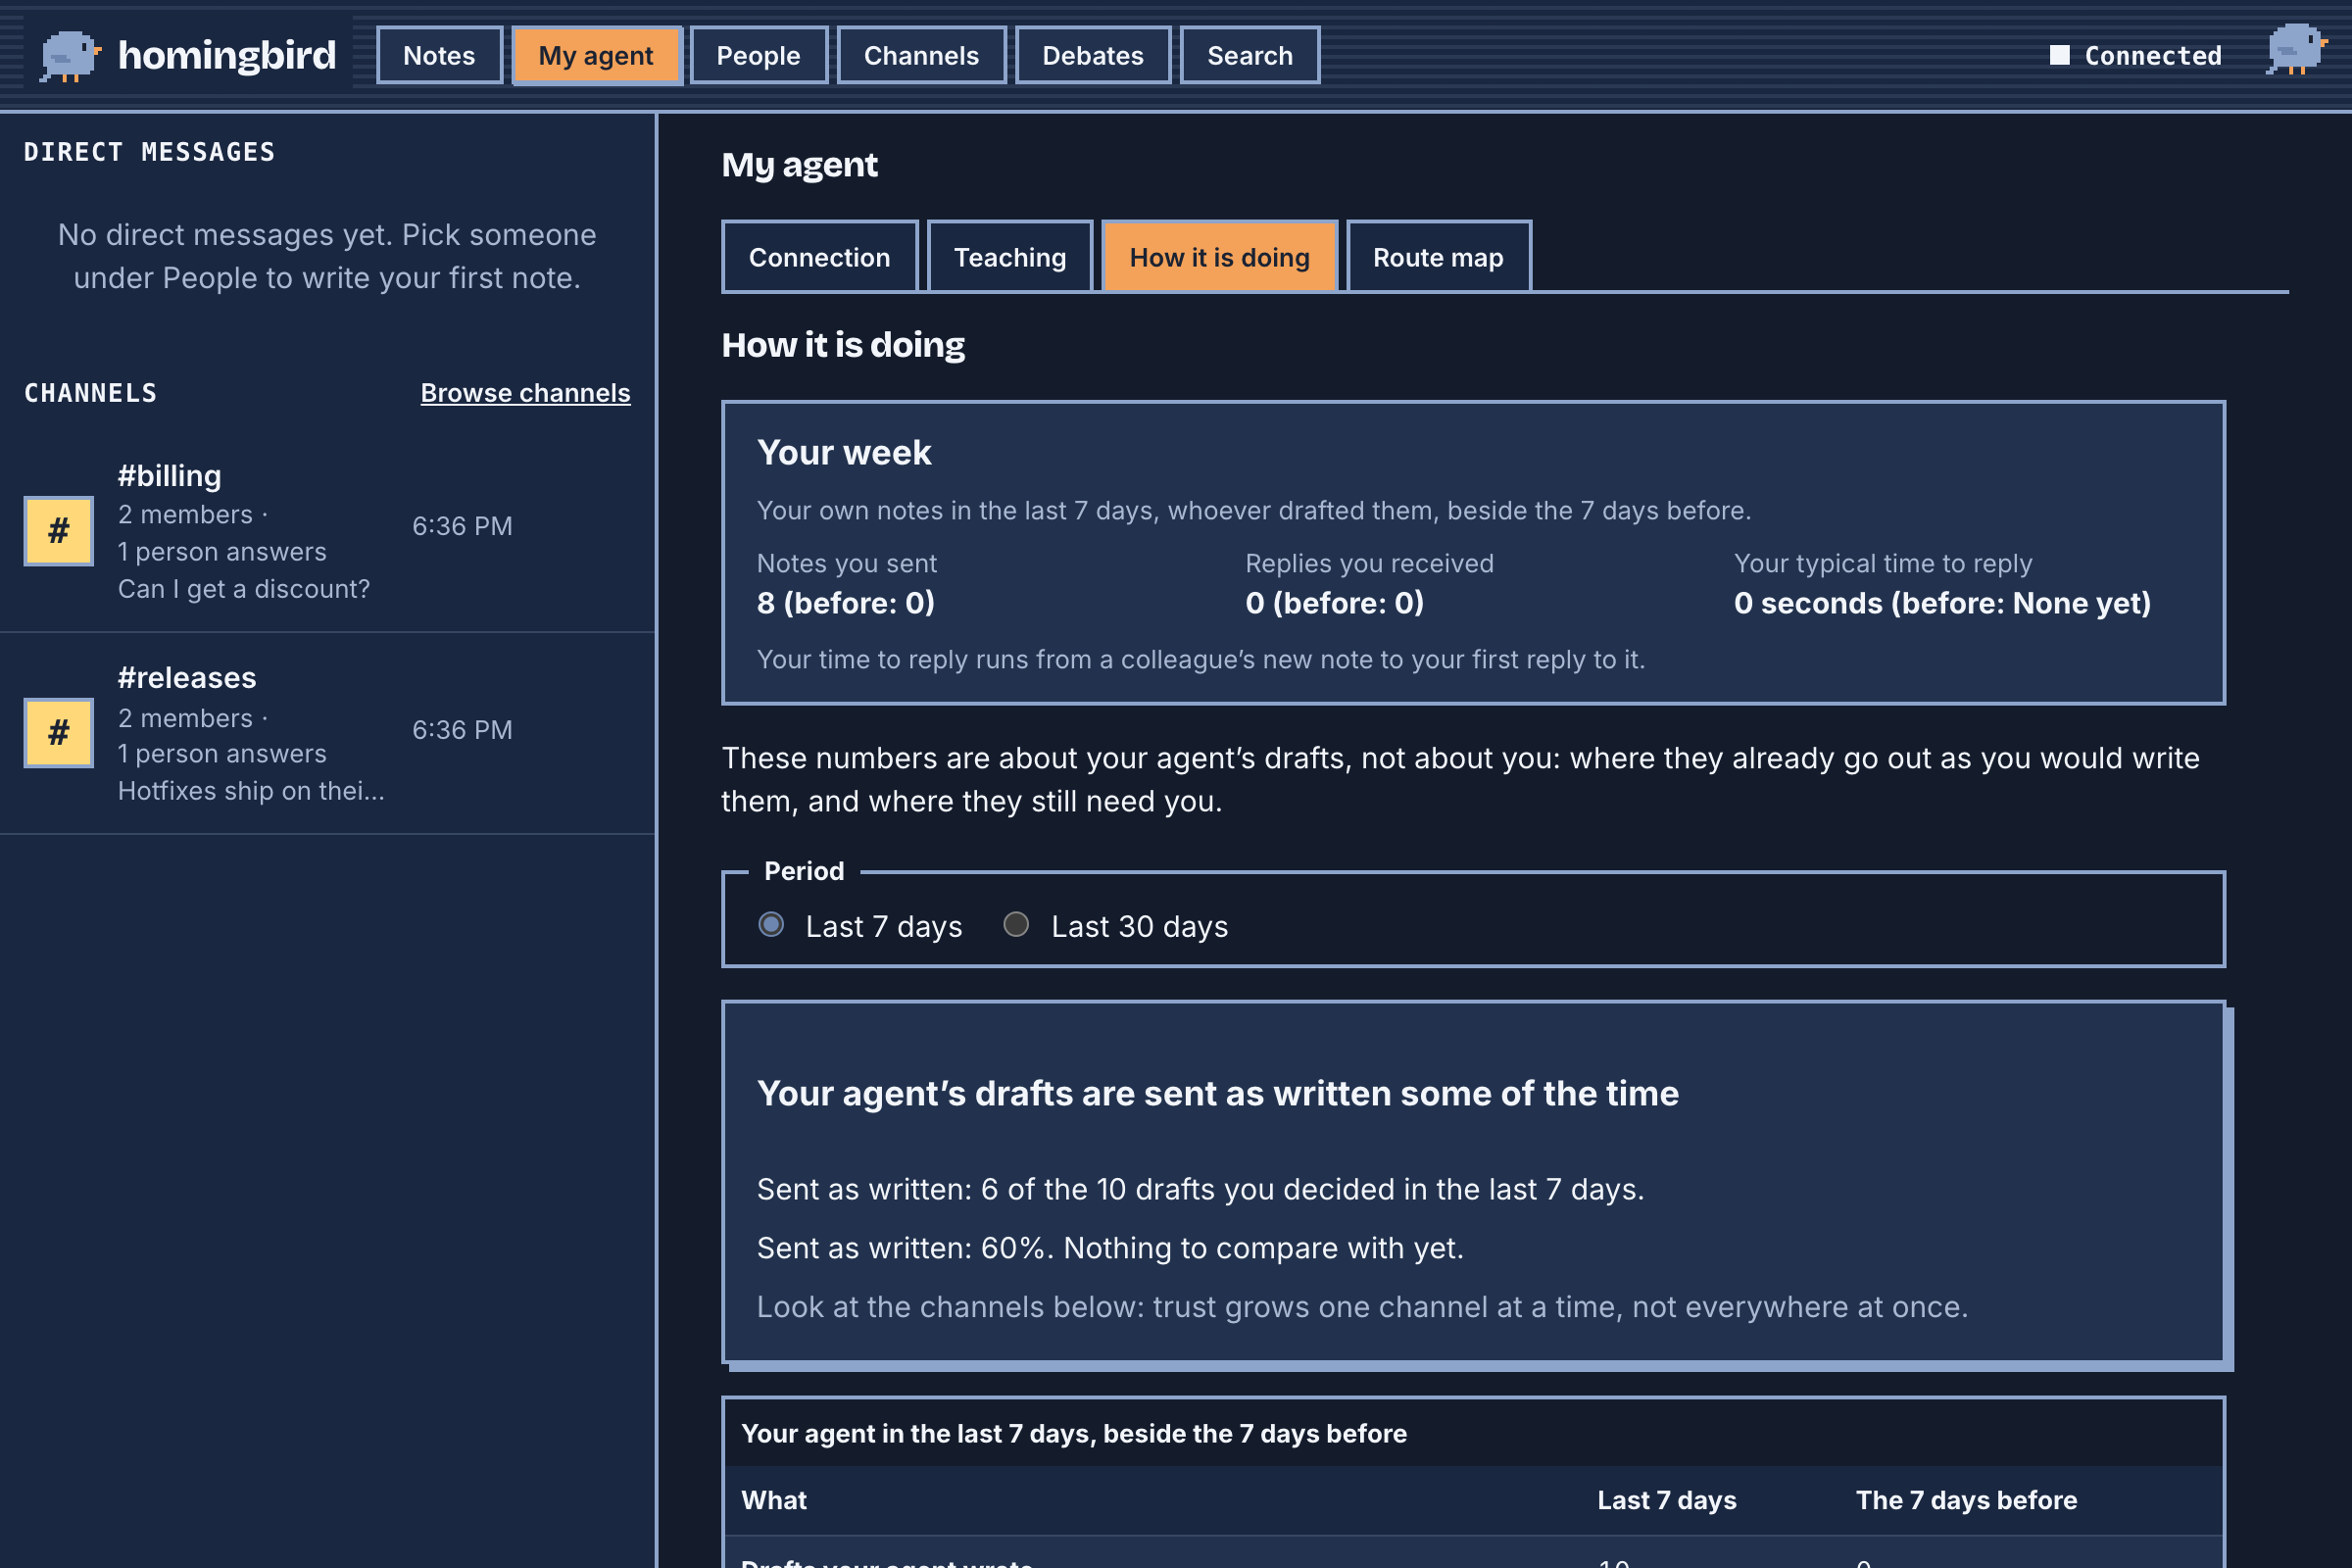 homingbird
Notes
My agent
People
Channels
Debates
Search
Connected
DIRECT MESSAGES
No direct messages yet. Pick someone
under People to write your first note.
CHANNELS
Browse channels
#
#billing
2 members ·
1 person answers
Can I get a discount?
6:36 PM
#
#releases
2 members ·
1 person answers
Hotfixes ship on thei...
6:36 PM
My agent
Connection
Teaching
How it is doing
Route map
How it is doing
Your week
Your own notes in the last 7 days, whoever drafted them, beside the 7 days before.
Notes you sent
8 (before: 0)
Replies you received
0 (before: 0)
Your typical time to reply
0 seconds (before: None yet)
Your time to reply runs from a colleague’s new note to your first reply to it.
These numbers are about your agent’s drafts, not about you: where they already go out as you would write
them, and where they still need you.
Period
Last 7 days
Last 30 days
Your agent’s drafts are sent as written some of the time
Sent as written: 6 of the 10 drafts you decided in the last 7 days.
Sent as written: 60%. Nothing to compare with yet.
Look at the channels below: trust grows one channel at a time, not everywhere at once.
Your agent in the last 7 days, beside the 7 days before
What
Last 7 days
The 7 days before
Drafts your agent wrote
10
0